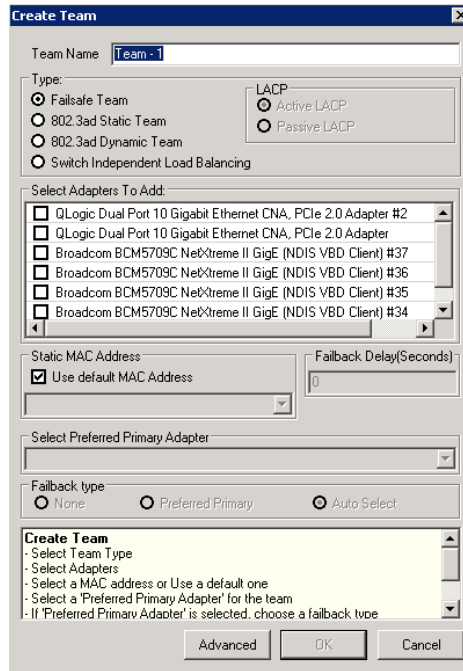 Create Team
Team Name Team - 1
Type:
Failsafe Team
802.3ad Static Team
802.3ad Dynamic Team
Switch Independent Load Balancing
LACP
Active LACP
Passive LACP
Select Adapters To Add:
QLogic Dual Port 10 Gigabit Ethernet CNA, PCIe 2.0 Adapter #2
QLogic Dual Port 10 Gigabit Ethernet CNA, PCIe 2.0 Adapter
Broadcom BCM5709C NetXtreme II GigE (NDIS VBD Client) #37
Broadcom BCM5709C NetXtreme II GigE (NDIS VBD Client) #36
Broadcom BCM5709C NetXtreme II GigE (NDIS VBD Client) #35
Broadcom BCM5709C NetXtreme II GigE (NDIS VBD Client) #34
Static MAC Address
Use default MAC Address
Failback Delay(Seconds)
0
Select Preferred Primary Adapter
Failback type
None Preferred Primary Auto Select
Create Team
- Select Team Type
- Select Adapters
- Select a MAC address or Use a default one
- Select a 'Preferred Primary Adapter' for the team
- If 'Preferred Primary Adapter' is selected, choose a failback type
Advanced OK Cancel